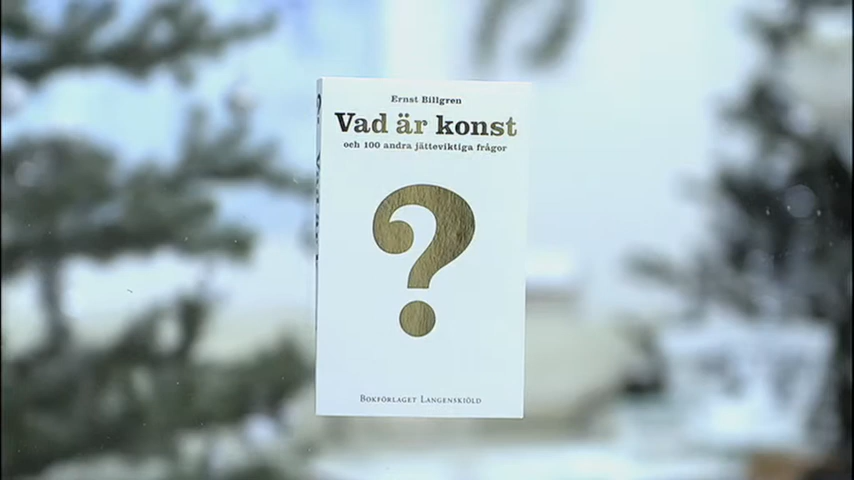 Ernst Billgren
Vad är konst
och 100 andra jätteviktiga frågor
?
Bokförlaget Langenskiöld